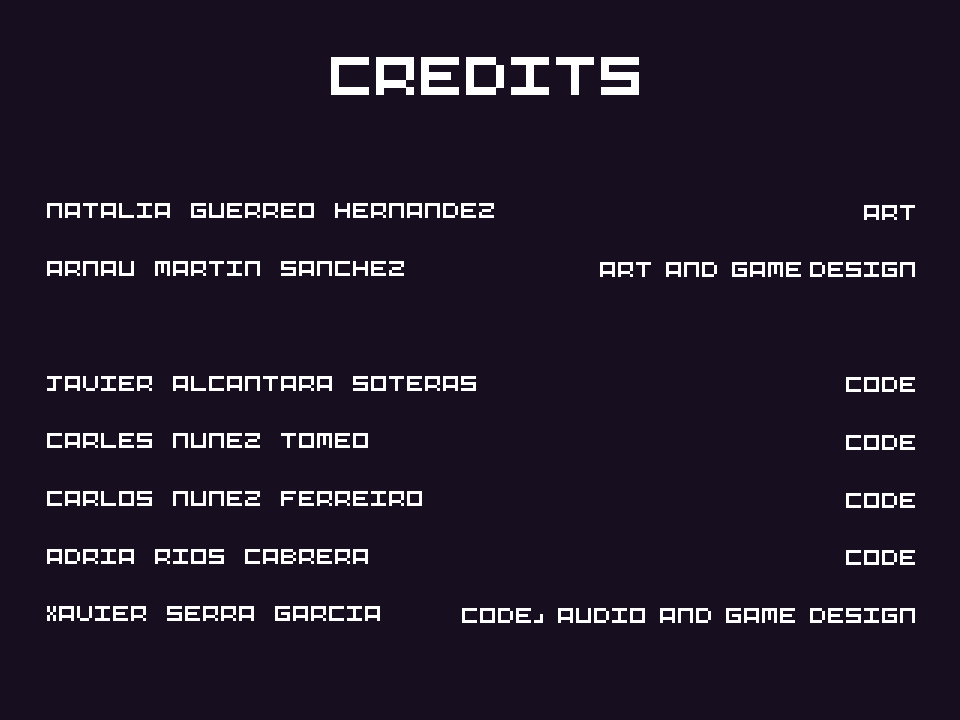 CREDITS
NATALIA GUERREO HERNANDEZ ART
ARNAU MARTIN SANCHEZ ART AND GAME DESIGN
JAVIER ALCANTARA SOTERAS CODE
CARLES NUNEZ TOMEO CODE
CARLOS NUNEZ FERREIRO CODE
ADRIA RIOS CABRERA CODE
XAVIER SERRA GARCIA CODE, AUDIO AND GAME DESIGN